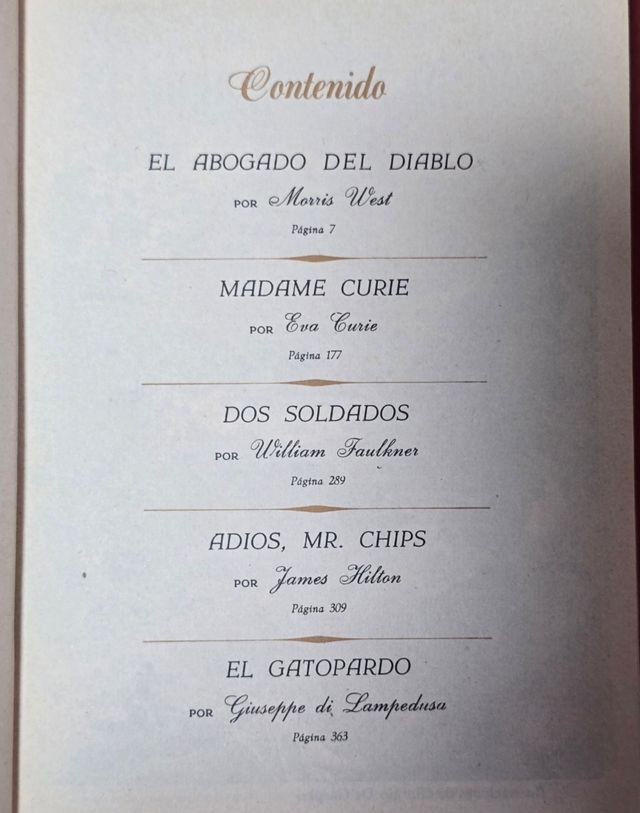 Contenido
EL ABOGADO DEL DIABLO
POR Morris West
Página 7
MADAME CURIE
POR Eva Curie
Página 177
DOS SOLDADOS
POR William Faulkner
Página 289
ADIOS, MR. CHIPS
POR James Hilton
Página 309
EL GATOPARDO
POR Giuseppe di Lampedusa
Página 363